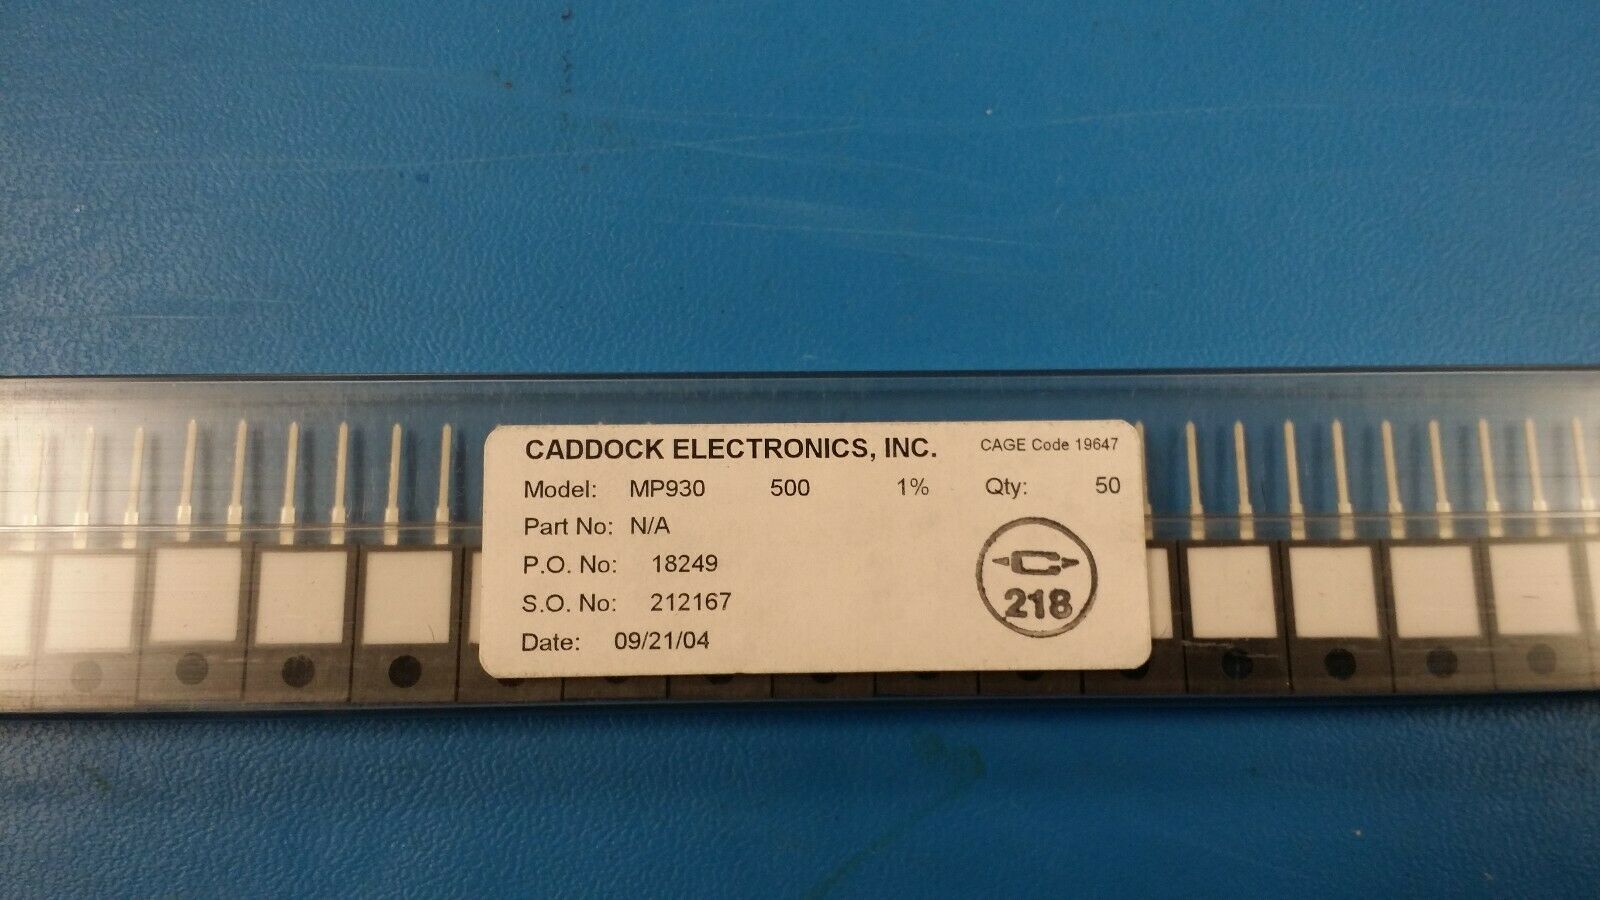 CADDOCK ELECTRONICS, INC. CAGE Code 19647
Model: MP930 500 1% Qty: 50
Part No: N/A
P.O. No: 18249
S.O. No: 212167
Date: 09/21/04
218